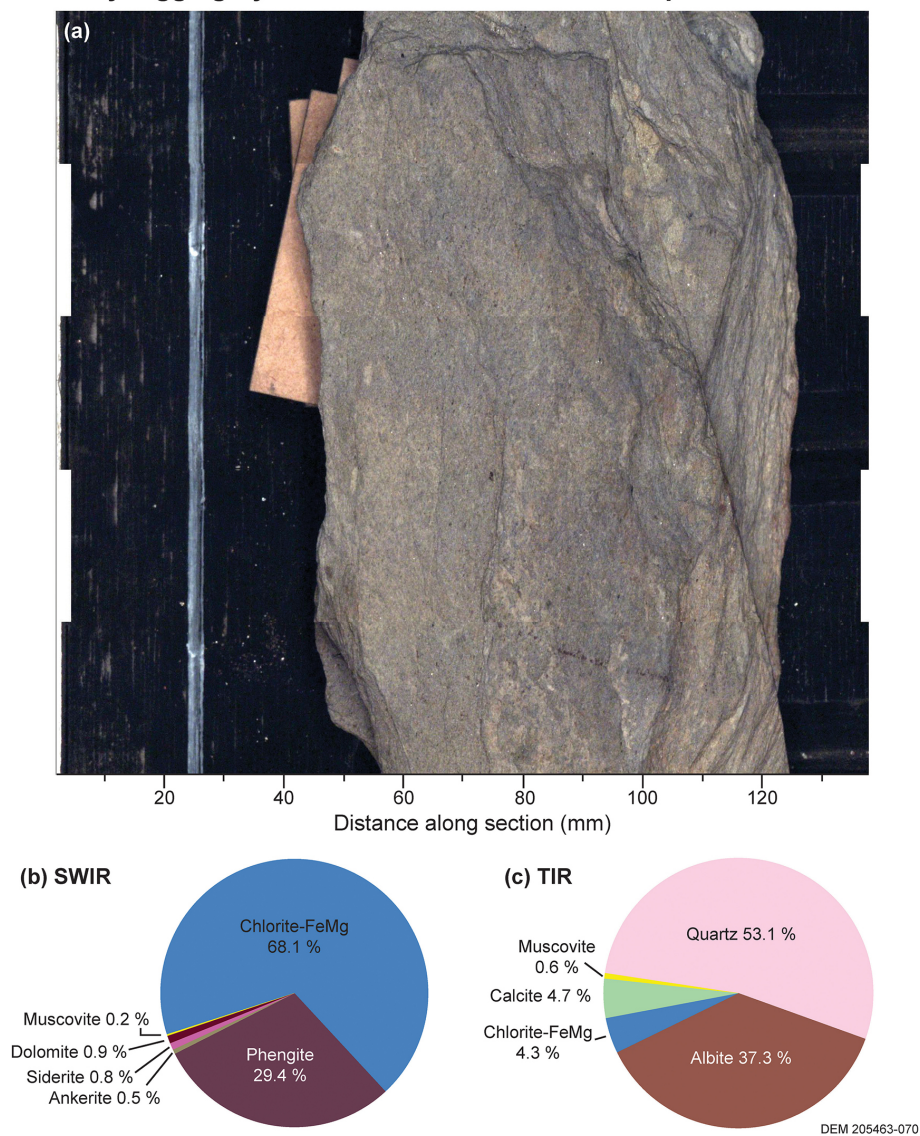 (a)
20 40 60 80 100 120
Distance along section (mm)
(b) SWIR
Chlorite-FeMg
68.1 %
Muscovite 0.2 %
Dolomite 0.9 %
Siderite 0.8 %
Ankerite 0.5 %
Phengite
29.4 %
(c) TIR
Quartz 53.1 %
Muscovite
0.6 %
Calcite 4.7 %
Chlorite-FeMg
4.3 %
Albite 37.3 %
DEM 205463-070